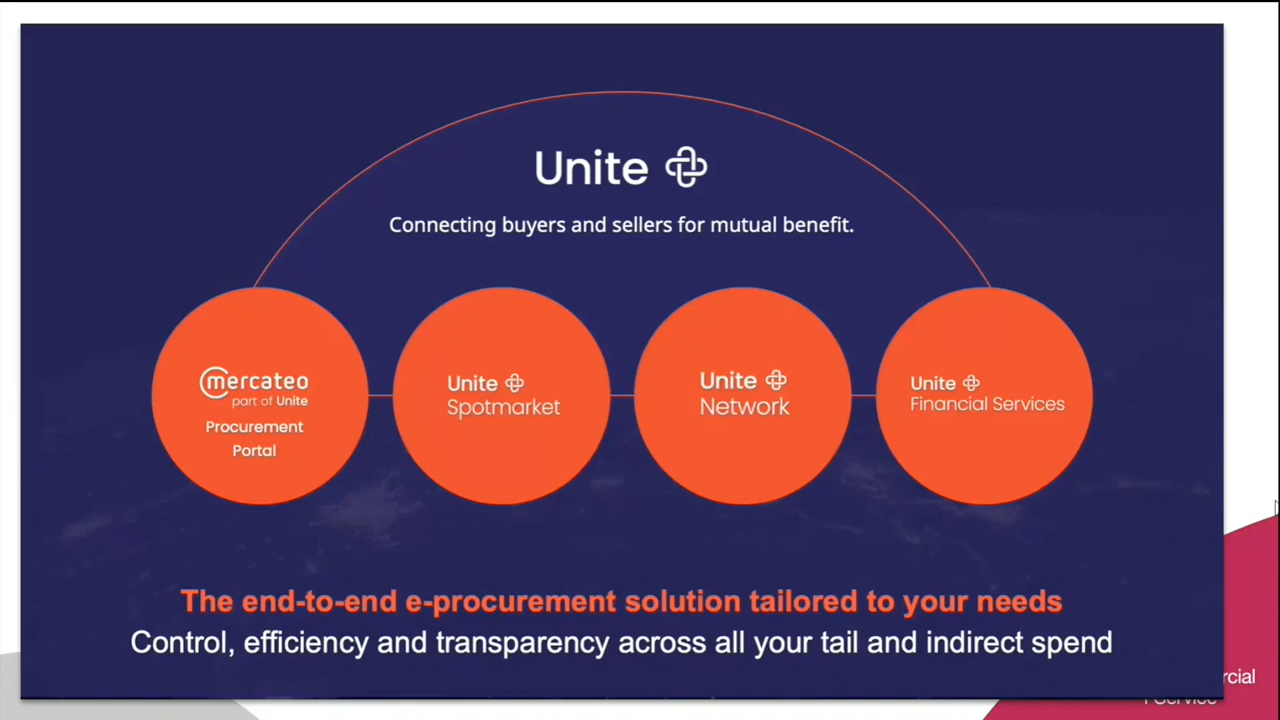 Unite
Connecting buyers and sellers for mutual benefit.
mercateo
part of Unite
Procurement
Portal
Unite
Spotmarket
Unite
Network
Unite
Financial Services
The end-to-end e-procurement solution tailored to your needs
Control, efficiency and transparency across all your tail and indirect spend
rcial
Service